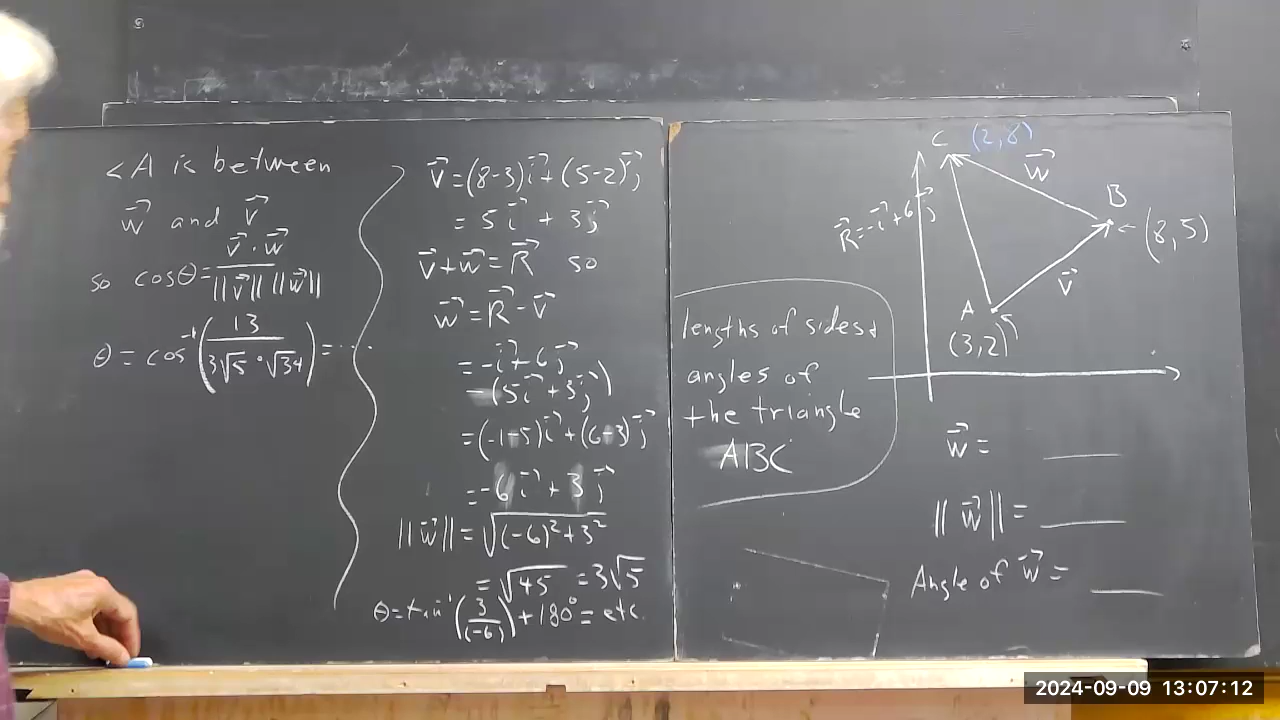 <A is between
w⃗ and v⃗
so cosθ = v⃗ · w⃗ / ||v⃗|| ||w⃗||
θ = cos⁻¹(13 / 3√5 · √34) = ....
v⃗ = (8-3)i⃗ + (5-2)j⃗
= 5i⃗ + 3j⃗
v⃗ + w⃗ = R⃗ so
w⃗ = R⃗ - v⃗
= -i⃗ + 6j⃗
- (5i⃗ + 3j⃗)
= (-1-5)i⃗ + (6-3)j⃗
= -6i⃗ + 3j⃗
||w⃗|| = √(-6)² + 3²
= √45 = 3√5
θ = tan⁻¹(3/(-6)) + 180° = etc.
C (2,8)
w⃗
B
(8,5)
R⃗ = -i⃗ + 6j⃗
v⃗
A
(3,2)
lengths of sides +
angles of
the triangle
ABC
w⃗ = ____
||w⃗|| = ____
Angle of w⃗ = ____
2024-09-09 13:07:12